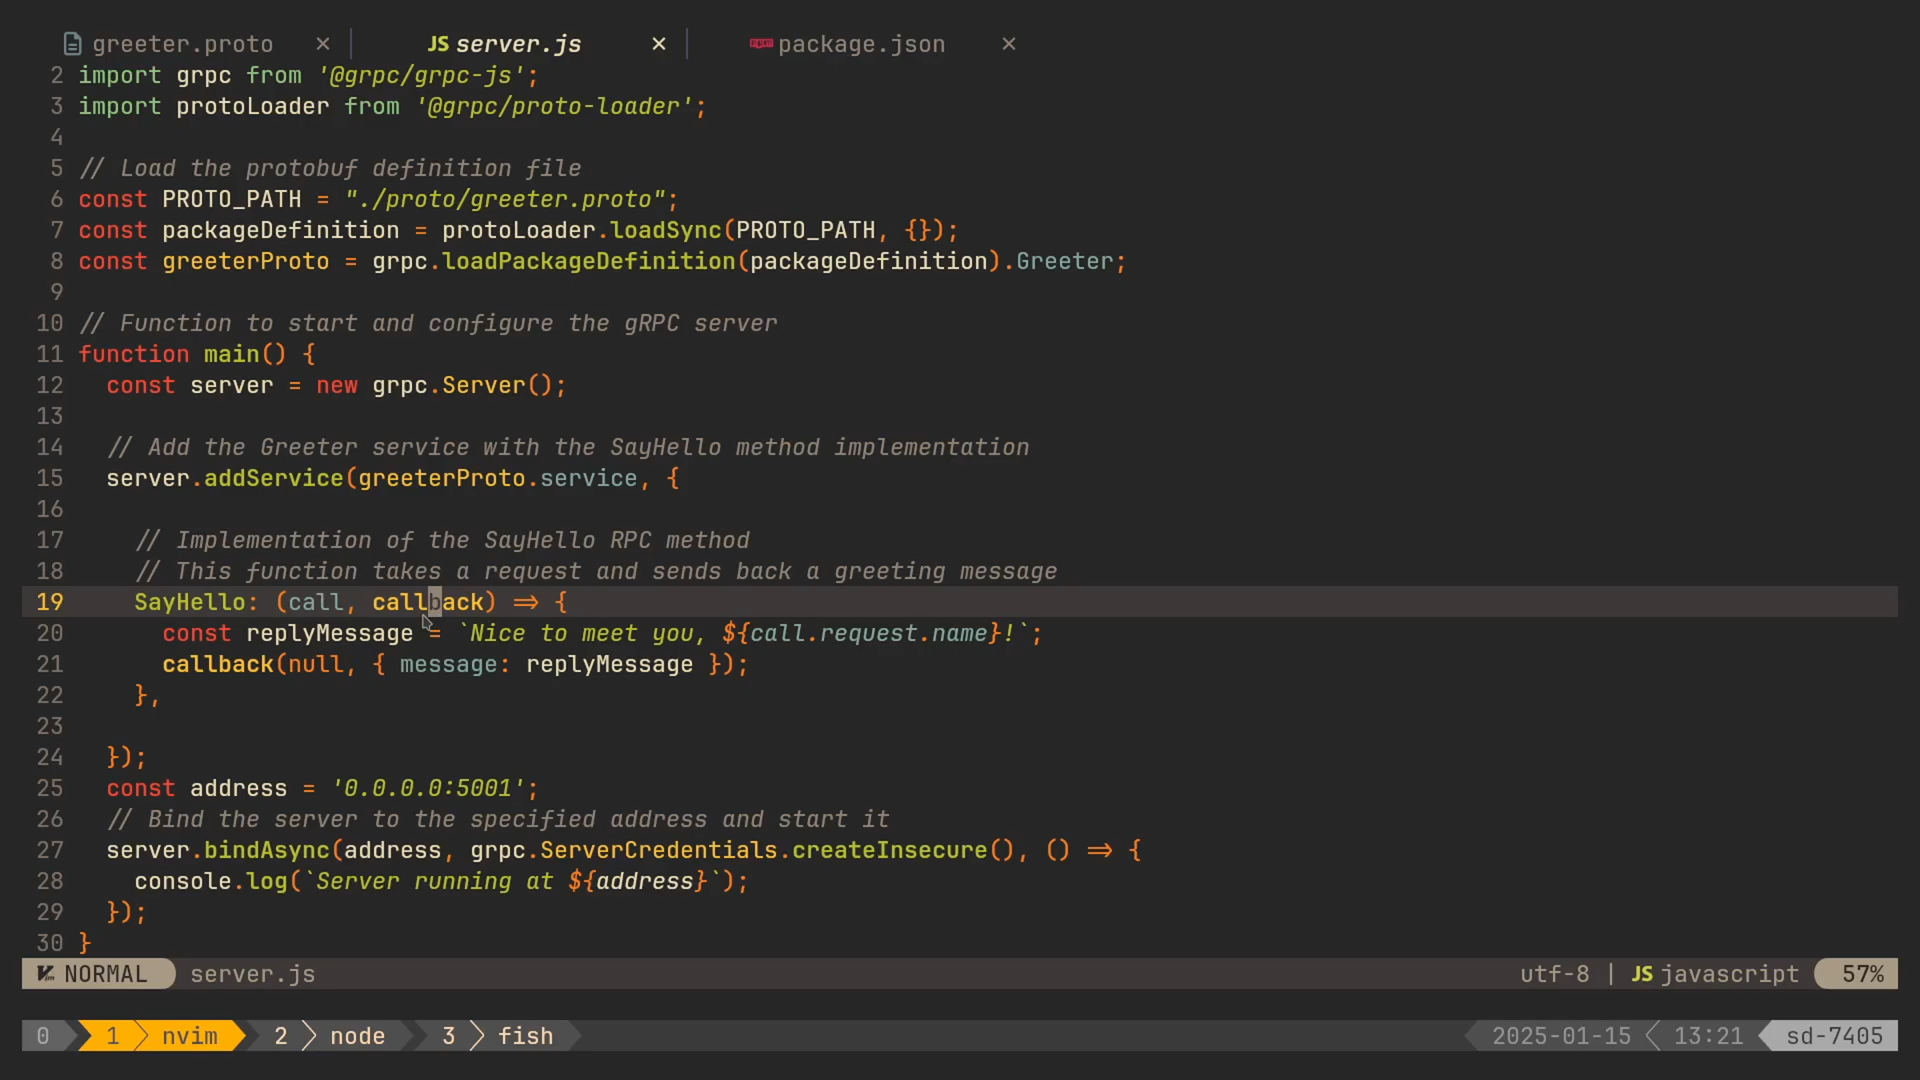 greeter.proto × JS server.js × npm package.json ×
2 import grpc from '@grpc/grpc-js';
3 import protoLoader from '@grpc/proto-loader';
4
5 // Load the protobuf definition file
6 const PROTO_PATH = "./proto/greeter.proto";
7 const packageDefinition = protoLoader.loadSync(PROTO_PATH, {});
8 const greeterProto = grpc.loadPackageDefinition(packageDefinition).Greeter;
9
10 // Function to start and configure the gRPC server
11 function main() {
12   const server = new grpc.Server();
13
14   // Add the Greeter service with the SayHello method implementation
15   server.addService(greeterProto.service, {
16
17     // Implementation of the SayHello RPC method
18     // This function takes a request and sends back a greeting message
19     SayHello: (call, callback) => {
20       const replyMessage = `Nice to meet you, ${call.request.name}!`;
21       callback(null, { message: replyMessage });
22     },
23
24   });
25   const address = '0.0.0.0:5001';
26   // Bind the server to the specified address and start it
27   server.bindAsync(address, grpc.ServerCredentials.createInsecure(), () => {
28     console.log(`Server running at ${address}`);
29   });
30 }
NORMAL server.js utf-8 | JS javascript 57%
0 1 nvim 2 node 3 fish 2025-01-15 13:21 sd-7405